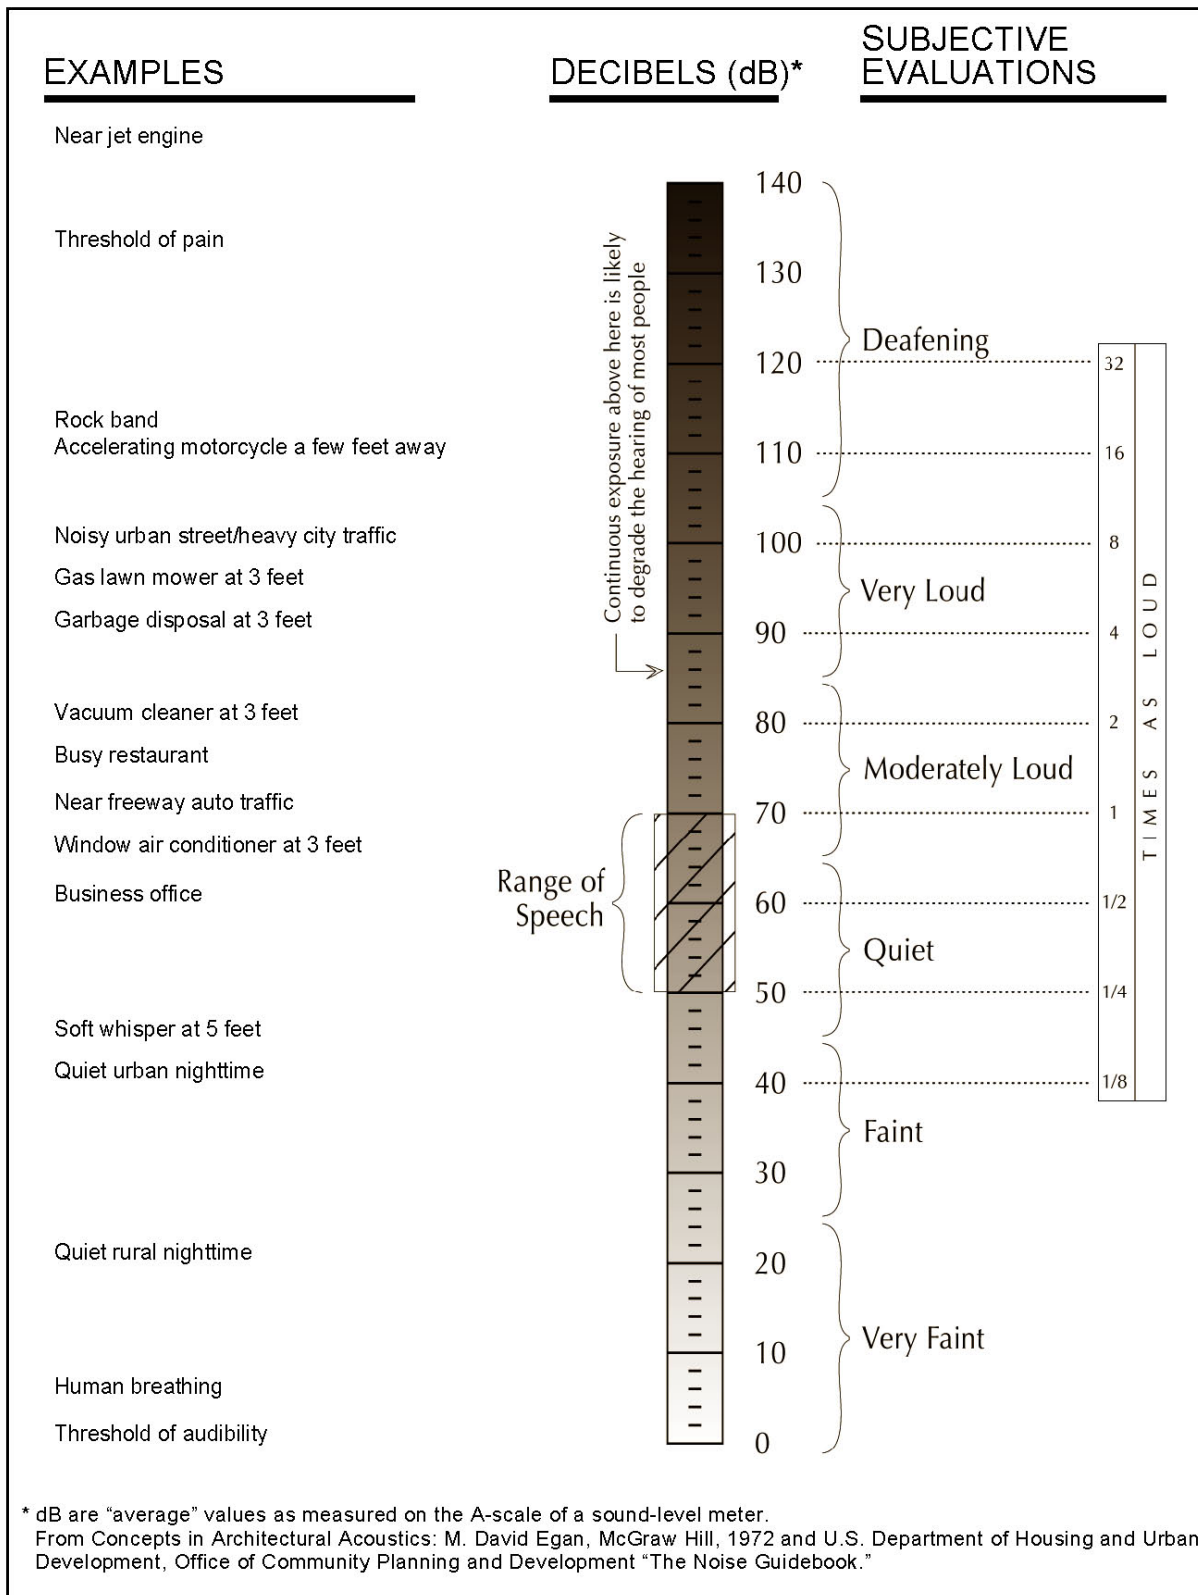 EXAMPLES
DECIBELS (dB)*
SUBJECTIVE
EVALUATIONS
Near jet engine
Threshold of pain
Rock band
Accelerating motorcycle a few feet away
Noisy urban street/heavy city traffic
Gas lawn mower at 3 feet
Garbage disposal at 3 feet
Vacuum cleaner at 3 feet
Busy restaurant
Near freeway auto traffic
Window air conditioner at 3 feet
Business office
Soft whisper at 5 feet
Quiet urban nighttime
Quiet rural nighttime
Human breathing
Threshold of audibility
Continuous exposure above here is likely
to degrade the hearing of most people
Range of
Speech
140
130
120
110
100
90
80
70
60
50
40
30
20
10
0
Deafening
Very Loud
Moderately Loud
Quiet
Faint
Very Faint
32
16
8
4
2
1
1/2
1/4
1/8
TIMES AS LOUD
* dB are “average” values as measured on the A-scale of a sound-level meter.
From Concepts in Architectural Acoustics: M. David Egan, McGraw Hill, 1972 and U.S. Department of Housing and Urban
Development, Office of Community Planning and Development “The Noise Guidebook.”